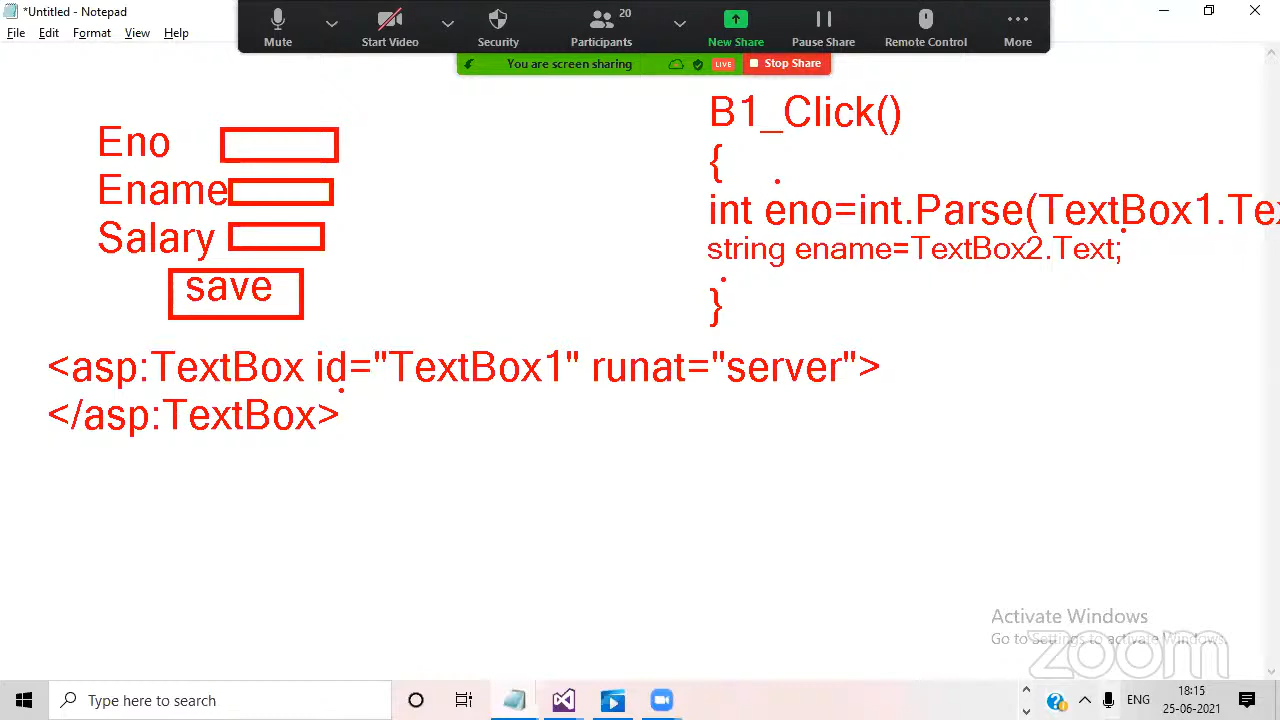 *Untitled - Notepad
File Edit Format View Help
Mute
Start Video
Security
20
Participants
New Share
Pause Share
Remote Control
More
You are screen sharing
LIVE
Stop Share
Eno
Ename
Salary
save
<asp:TextBox id="TextBox1" runat="server">
</asp:TextBox>
B1_Click()
{
int eno=int.Parse(TextBox1.Te
string ename=TextBox2.Text;
}
Activate Windows
Go to Settings to activate Windows.
zoom
Type here to search
ENG
18:15
25-06-2021